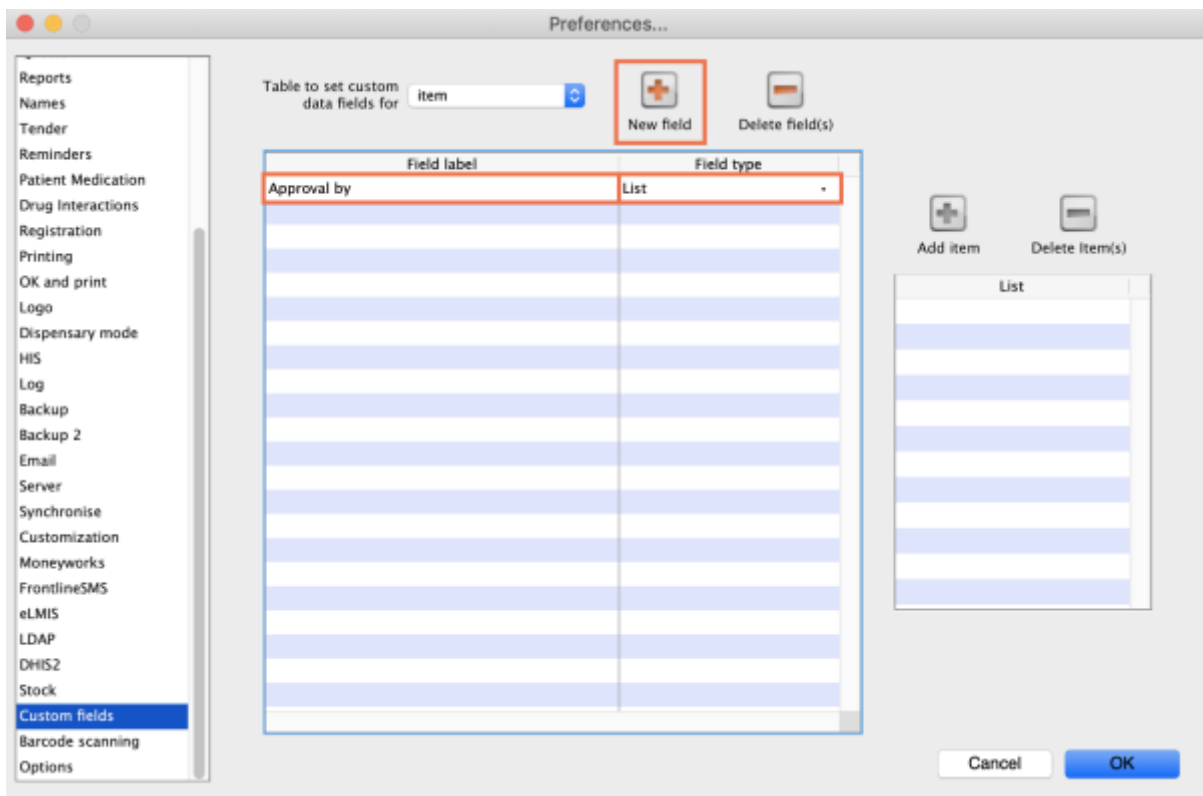 Preferences...
Reports
Names
Tender
Reminders
Patient Medication
Drug Interactions
Registration
Printing
OK and print
Logo
Dispensary mode
HIS
Log
Backup
Backup 2
Email
Server
Synchronise
Customization
Moneyworks
FrontlineSMS
eLMIS
LDAP
DHIS2
Stock
Custom fields
Barcode scanning
Options
Table to set custom
data fields for
item
New field
Delete field(s)
Field label
Field type
Approval by
List
Add item
Delete Item(s)
List
Cancel
OK